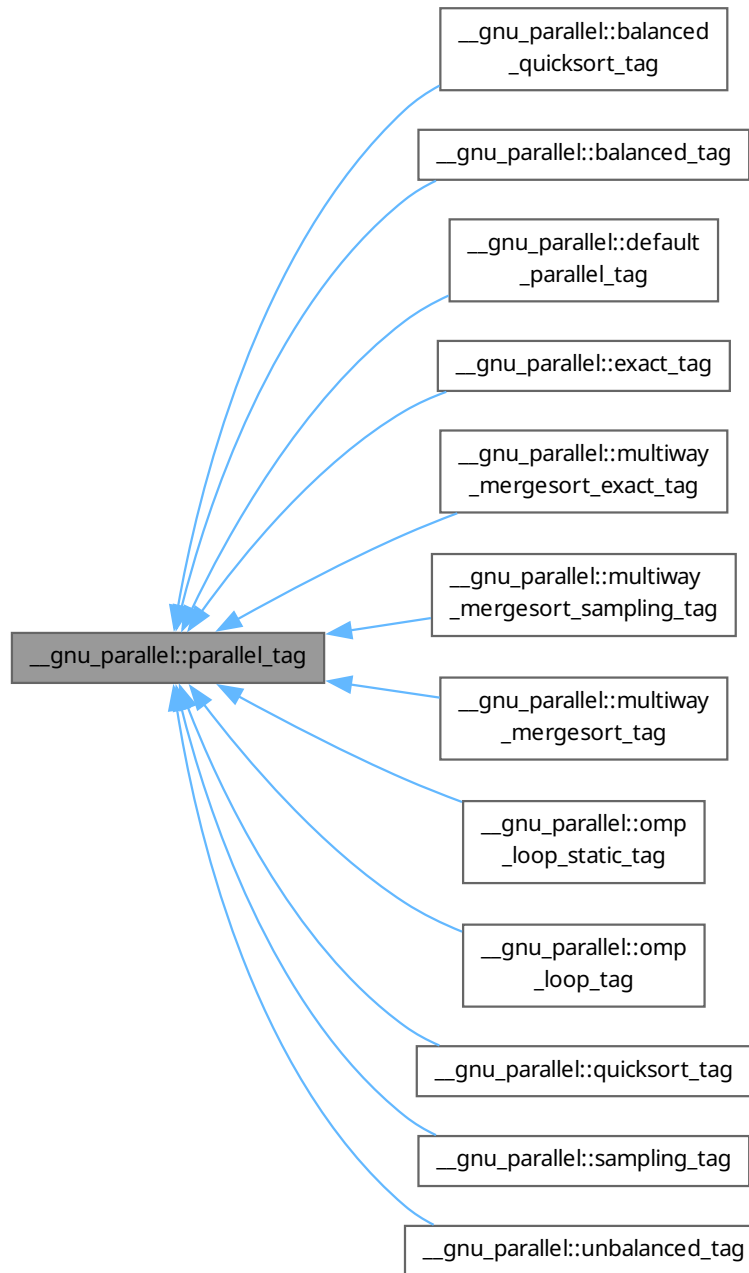 __gnu_parallel::balanced
_quicksort_tag
__gnu_parallel::balanced_tag
__gnu_parallel::default
_parallel_tag
__gnu_parallel::exact_tag
__gnu_parallel::multiway
_mergesort_exact_tag
__gnu_parallel::multiway
_mergesort_sampling_tag
__gnu_parallel::parallel_tag
__gnu_parallel::multiway
_mergesort_tag
__gnu_parallel::omp
_loop_static_tag
__gnu_parallel::omp
_loop_tag
__gnu_parallel::quicksort_tag
__gnu_parallel::sampling_tag
__gnu_parallel::unbalanced_tag